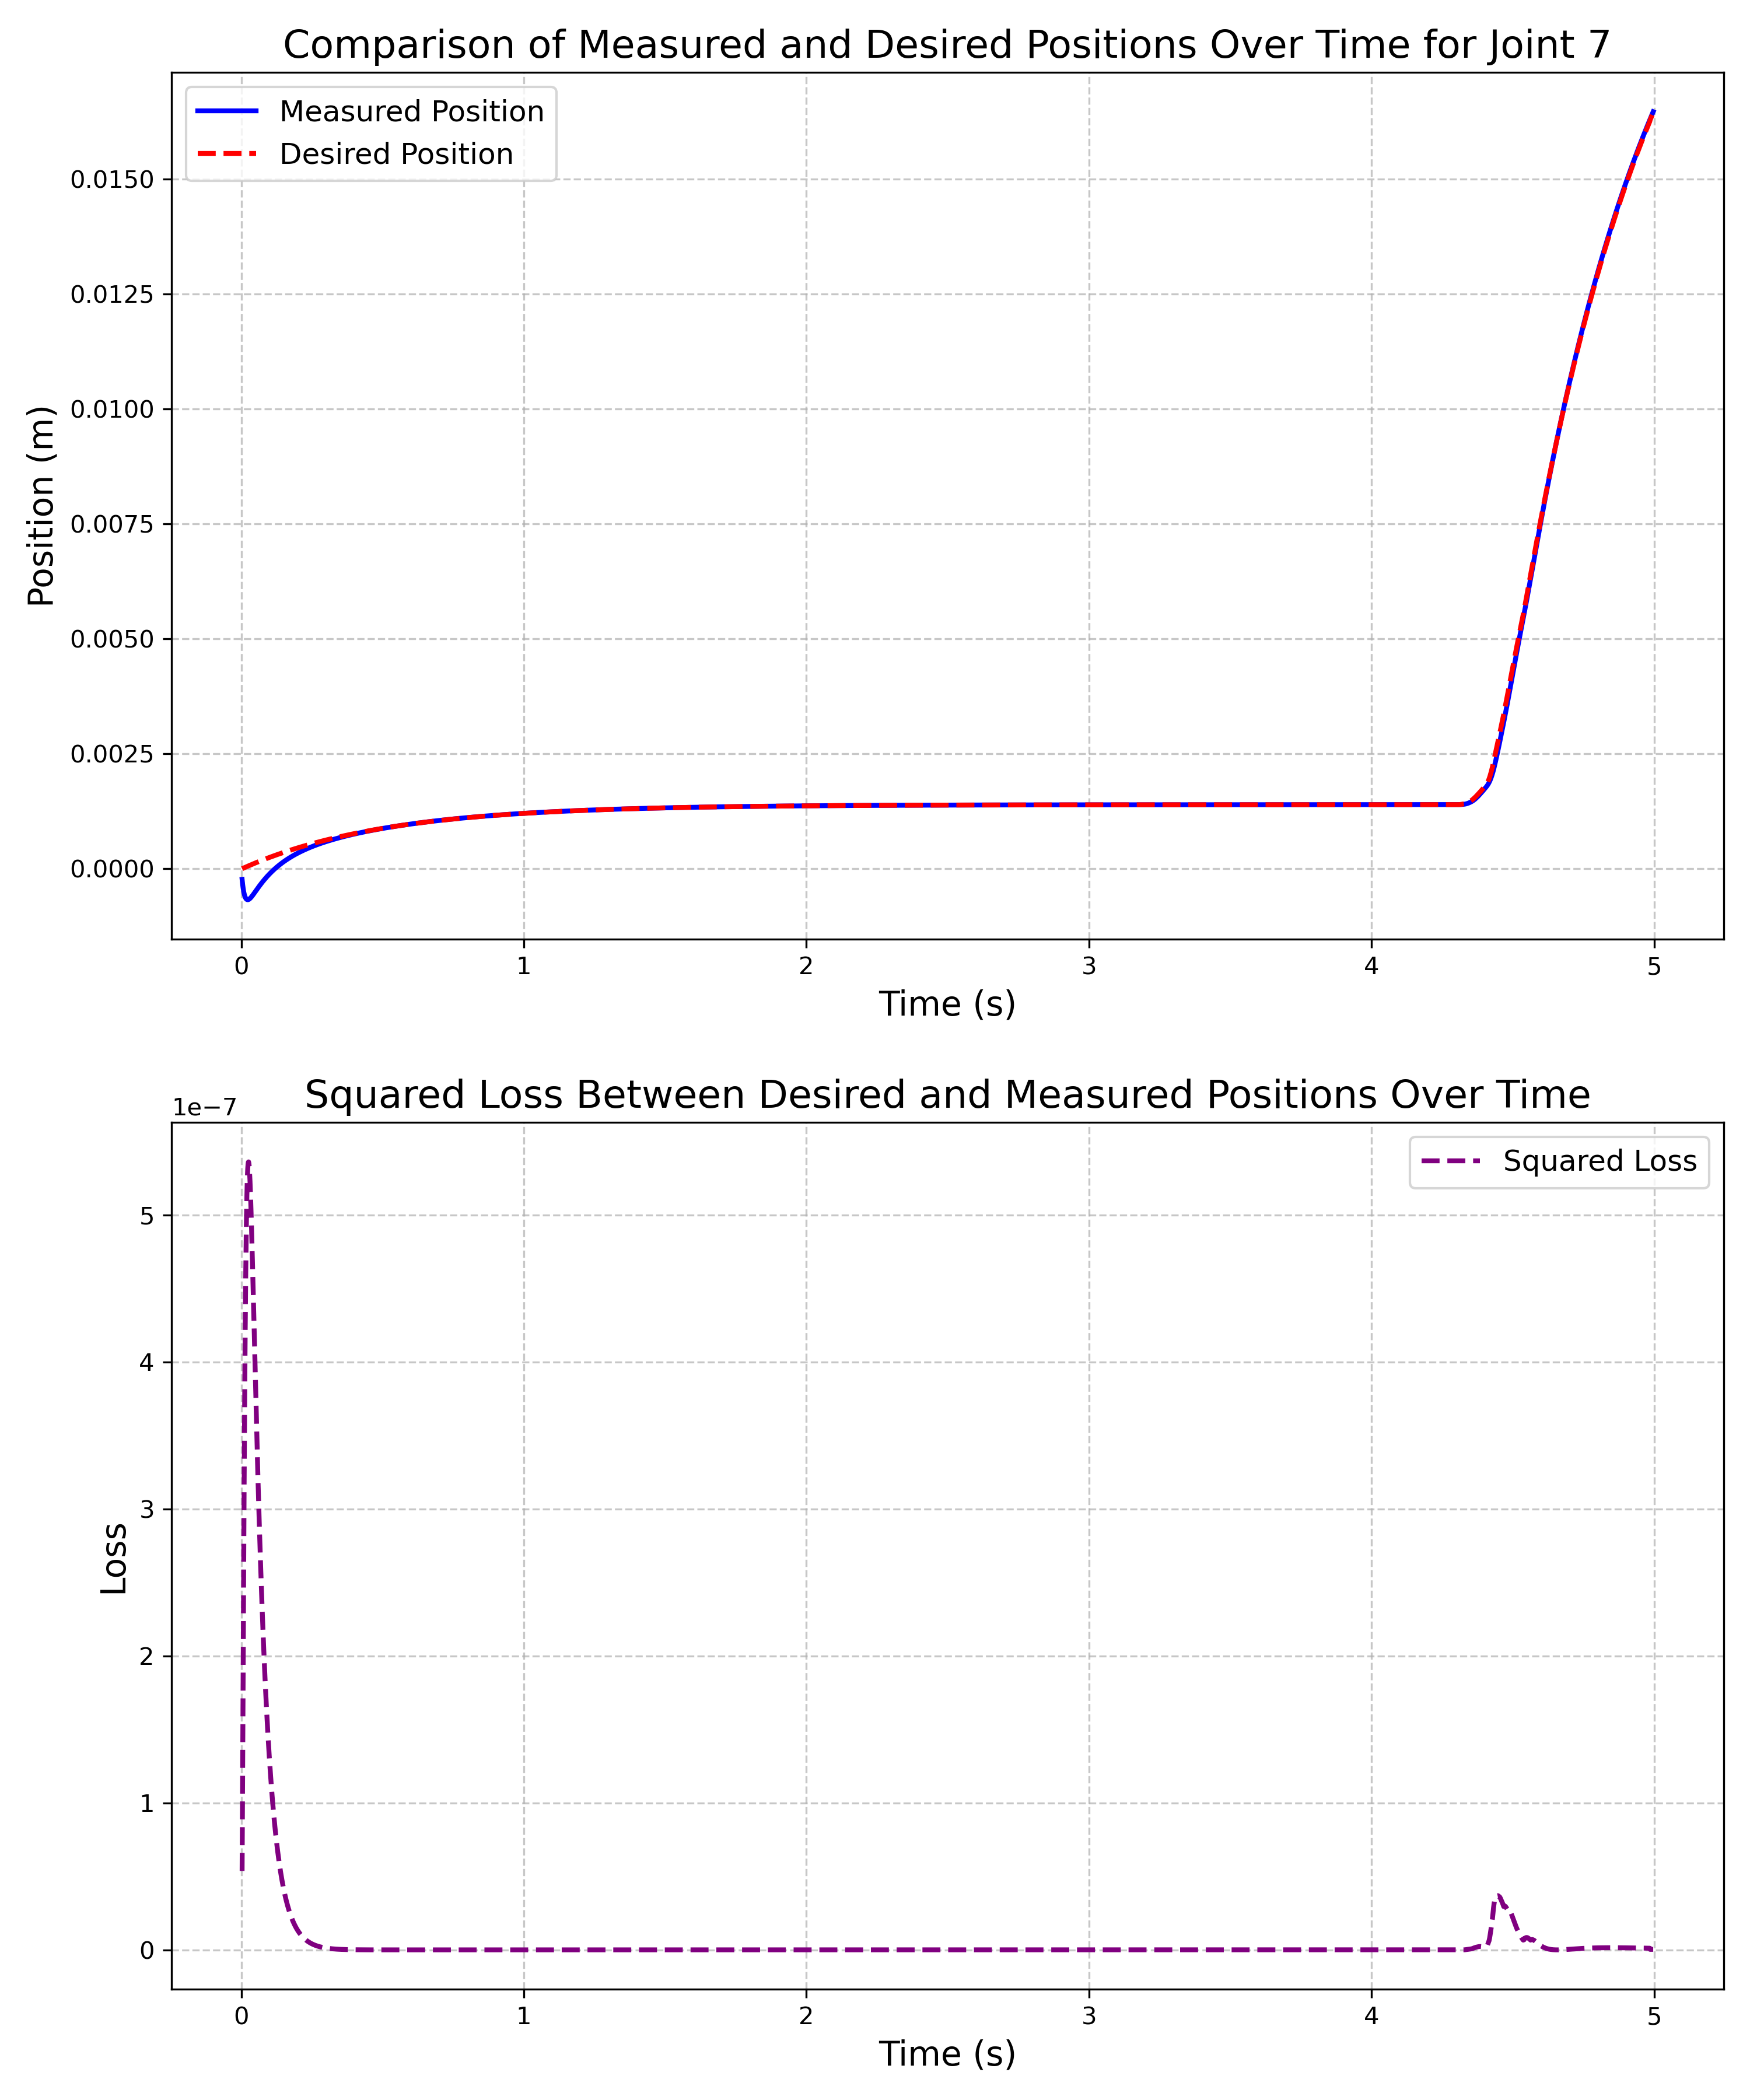 Comparison of Measured and Desired Positions Over Time for Joint 7
Measured Position
Desired Position
Position (m)
0.0150
0.0125
0.0100
0.0075
0.0050
0.0025
0.0000
0 1 2 3 4 5
Time (s)
Squared Loss Between Desired and Measured Positions Over Time
1e−7
Squared Loss
Loss
5
4
3
2
1
0
0 1 2 3 4 5
Time (s)